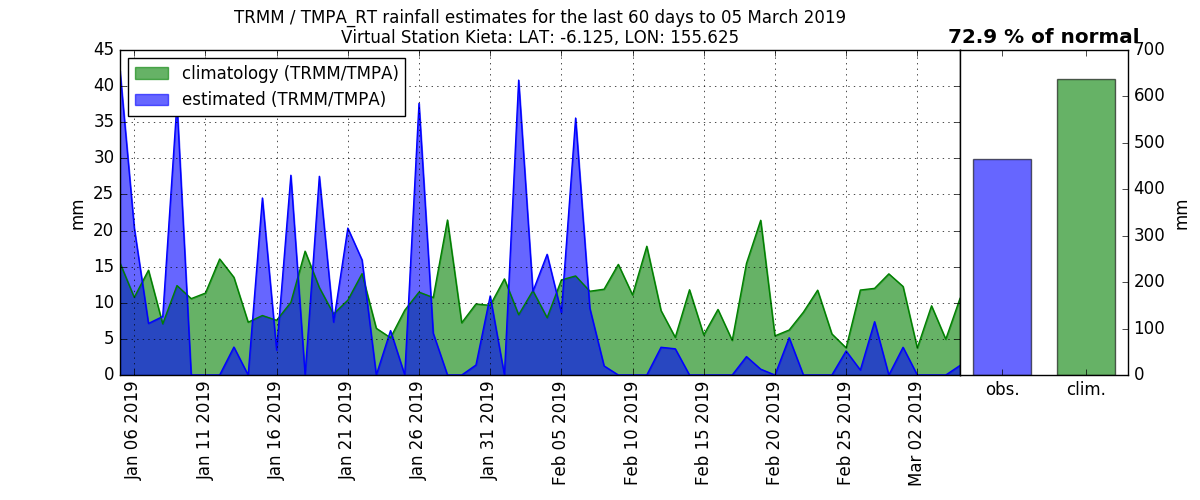 TRMM / TMPA_RT rainfall estimates for the last 60 days to 05 March 2019
Virtual Station Kieta: LAT: -6.125, LON: 155.625
72.9 % of normal
climatology (TRMM/TMPA)
estimated (TRMM/TMPA)
mm
45
40
35
30
25
20
15
10
5
0
Jan 06 2019
Jan 11 2019
Jan 16 2019
Jan 21 2019
Jan 26 2019
Jan 31 2019
Feb 05 2019
Feb 10 2019
Feb 15 2019
Feb 20 2019
Feb 25 2019
Mar 02 2019
obs.
clim.
700
600
500
400
300
200
100
0
mm